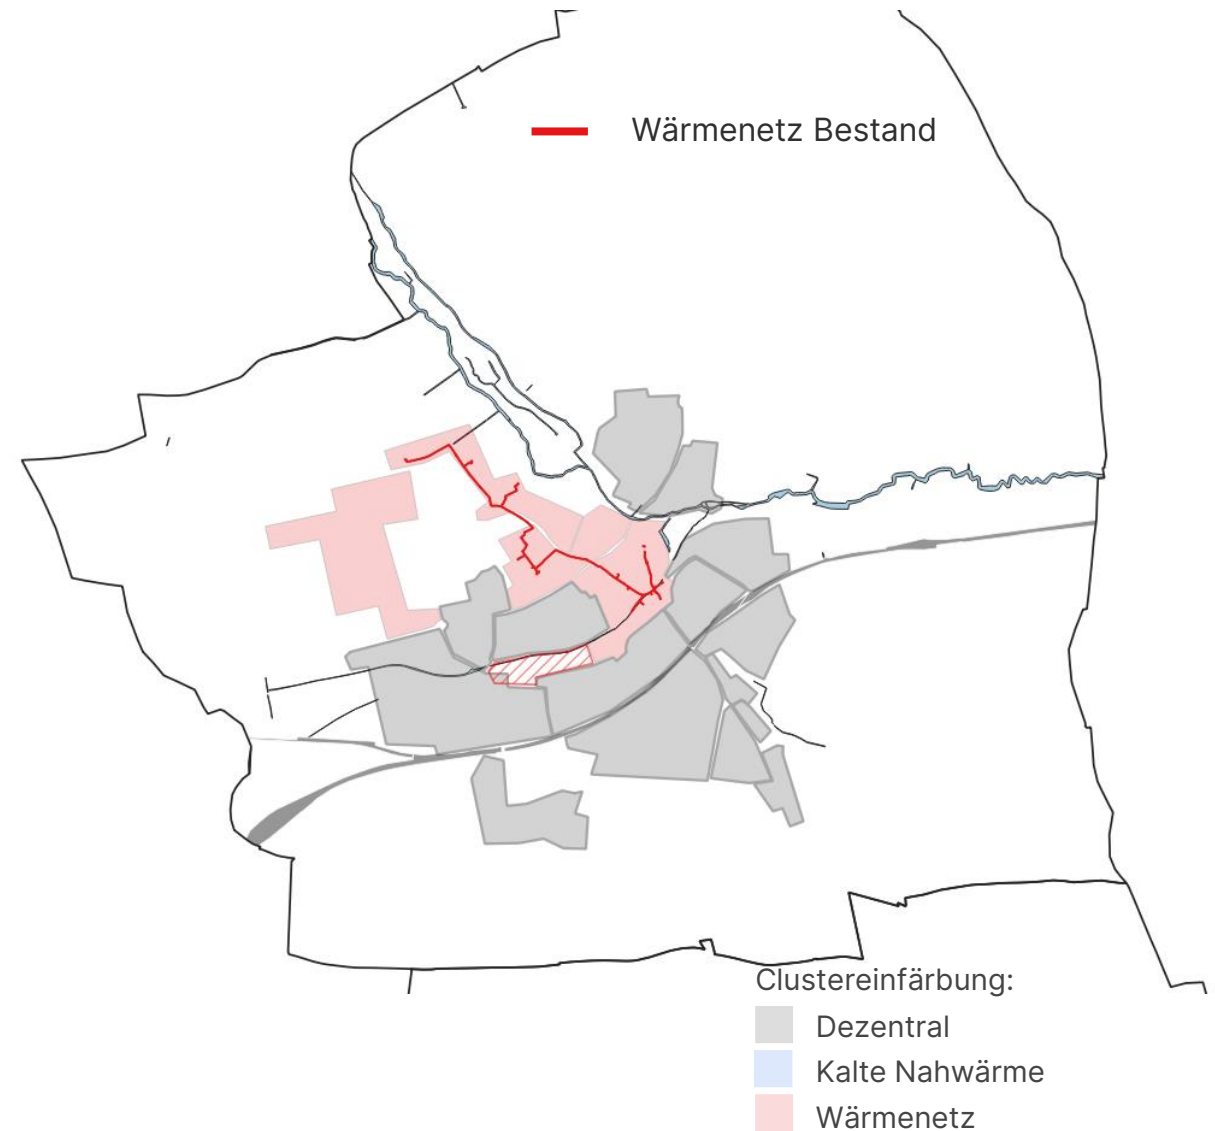 Wärmenetz Bestand
Clustereinfärbung:
Dezentral
Kalte Nahwärme
Wärmenetz